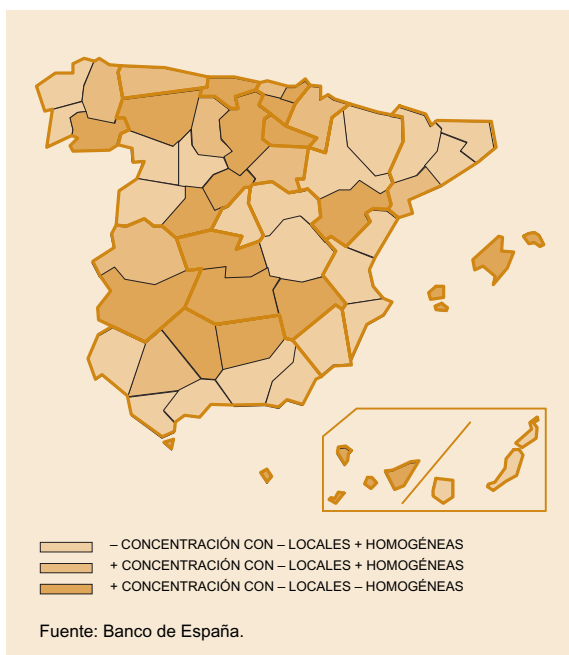 – CONCENTRACIÓN CON – LOCALES + HOMOGÉNEAS
+ CONCENTRACIÓN CON – LOCALES + HOMOGÉNEAS
+ CONCENTRACIÓN CON – LOCALES – HOMOGÉNEAS
Fuente: Banco de España.